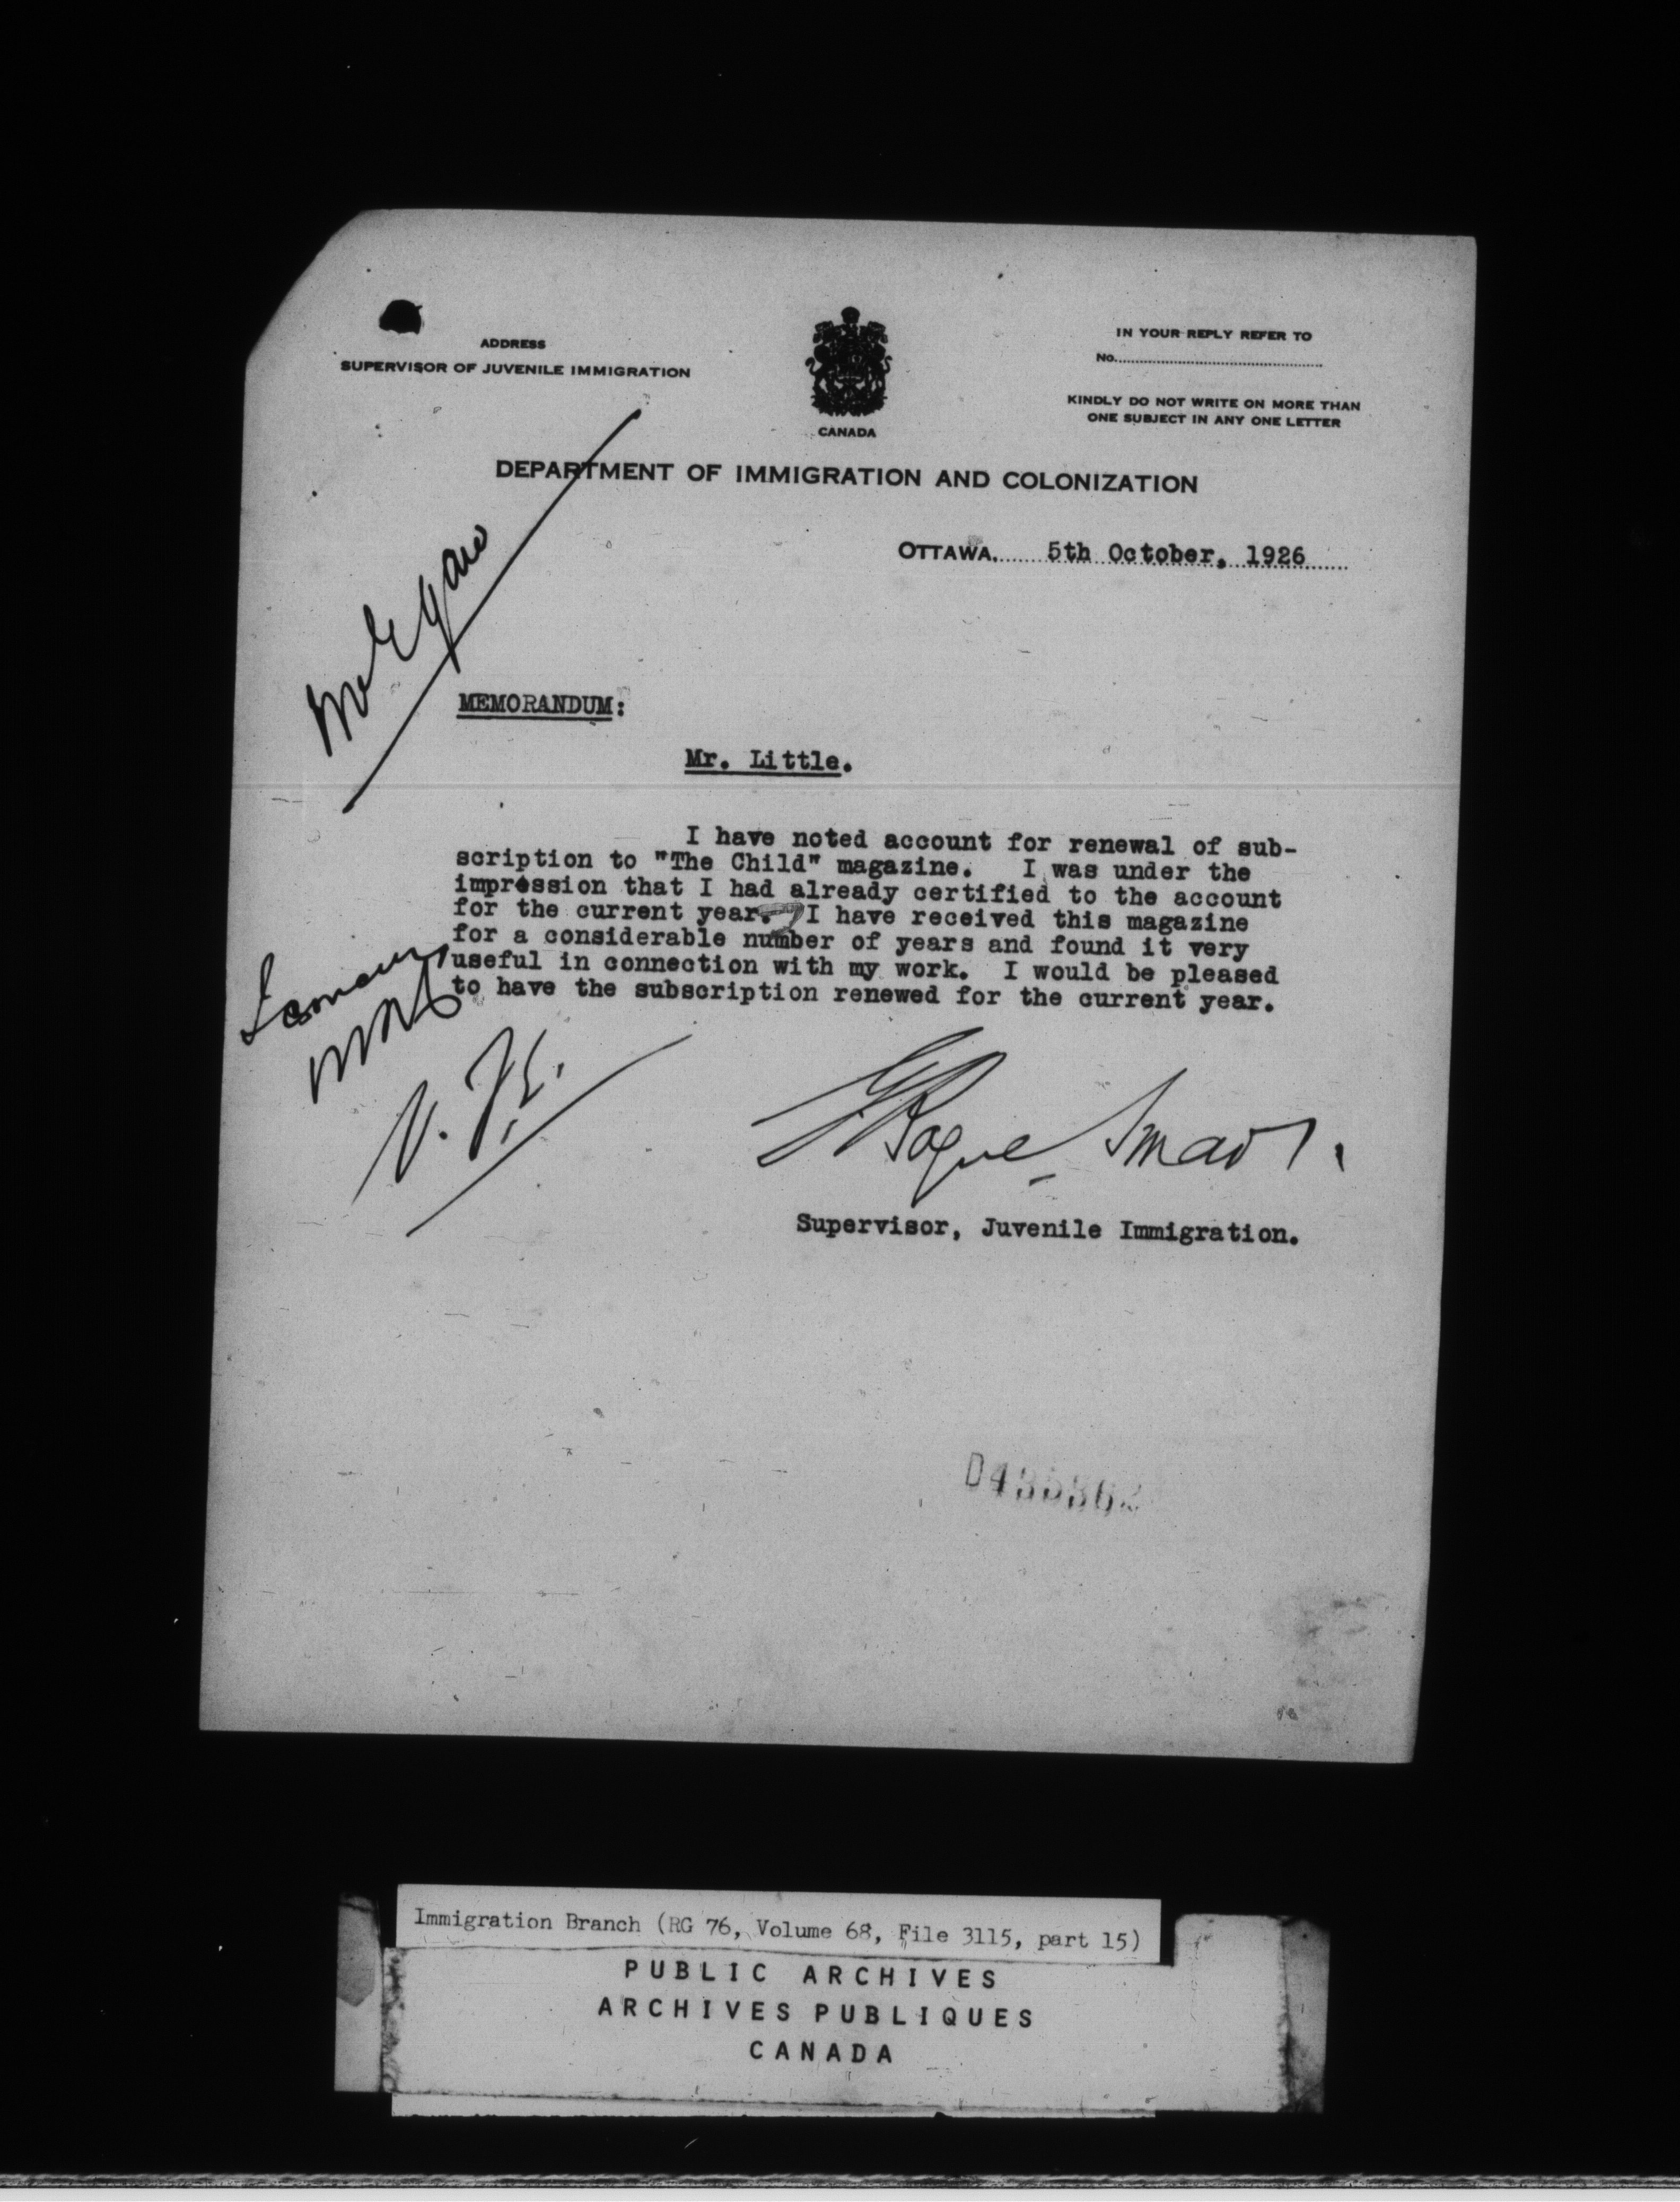 ADDRESS
SUPERVISOR OF JUVENILE IMMIGRATION
CANADA
IN YOUR REPLY REFER TO
No.
KINDLY DO NOT WRITE ON MORE THAN
ONE SUBJECT IN ANY ONE LETTER
DEPARTMENT OF IMMIGRATION AND COLONIZATION
OTTAWA. 5th October, 1926
MEMORANDUM:
Mr. Little.
I have noted account for renewal of sub-
scription to "The Child" magazine. I was under the
impression that I had already certified to the account
for the current year. I have received this magazine
for a considerable number of years and found it very
useful in connection with my work. I would be pleased
to have the subscription renewed for the current year.
G Bogue Smart.
Supervisor, Juvenile Immigration.
Immigration Branch (RG 76, Volume 68, File 3115, part 15)
PUBLIC ARCHIVES
ARCHIVES PUBLIQUES
CANADA